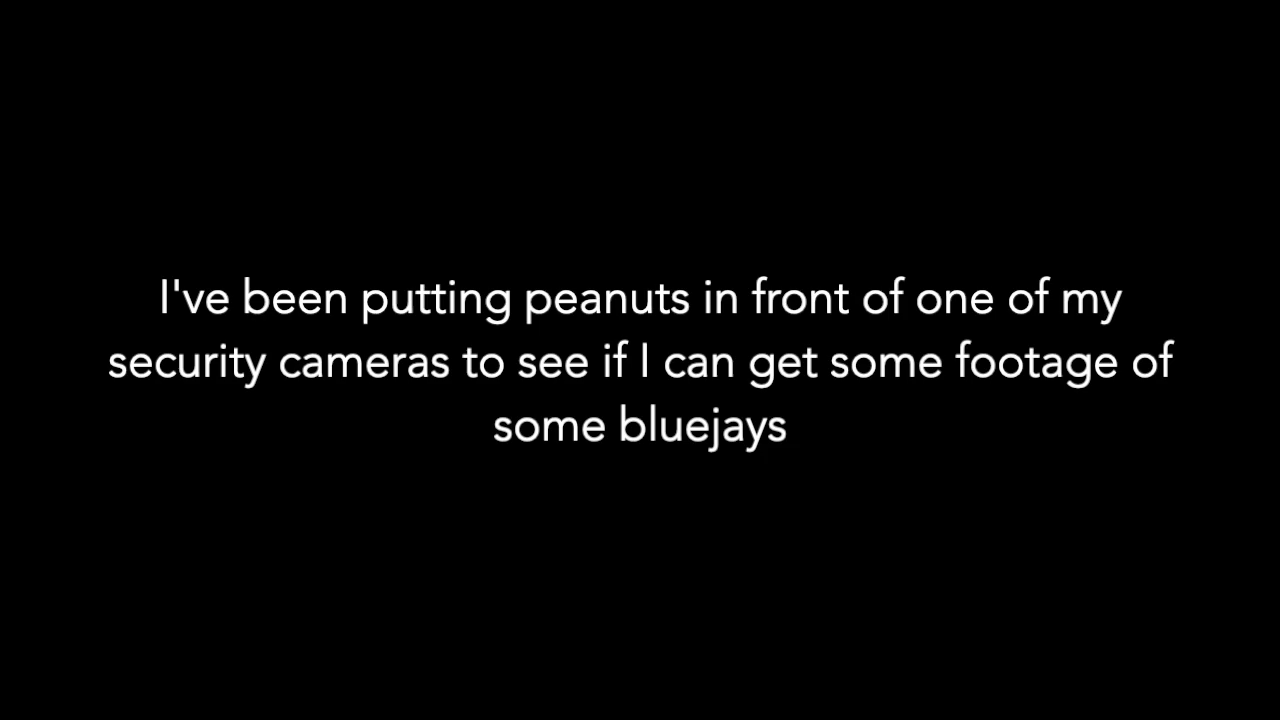 I've been putting peanuts in front of one of my
security cameras to see if I can get some footage of
some bluejays